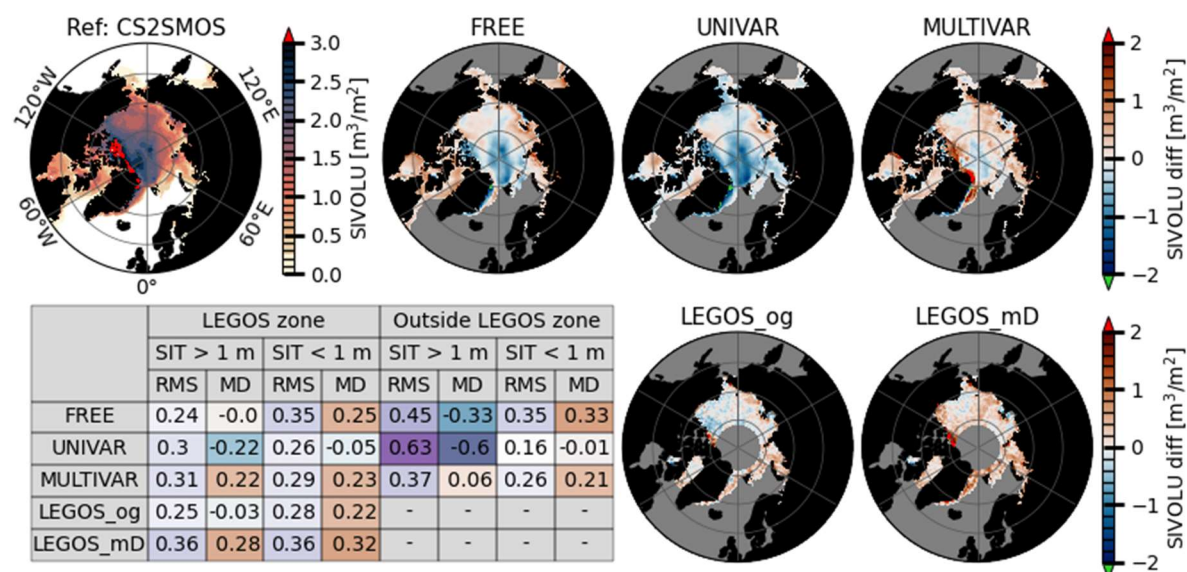 Ref: CS2SMOS
FREE
UNIVAR
MULTIVAR
120°W
120°E
60°W
60°E
0°
3.0
2.5
2.0
1.5
1.0
0.5
0.0
SIVOLU [m³/m²]
2
1
0
−1
−2
SIVOLU diff [m³/m²]
LEGOS zone Outside LEGOS zone
SIT > 1 m SIT < 1 m SIT > 1 m SIT < 1 m
RMS MD RMS MD RMS MD RMS MD
FREE 0.24 -0.0 0.35 0.25 0.45 -0.33 0.35 0.33
UNIVAR 0.3 -0.22 0.26 -0.05 0.63 -0.6 0.16 -0.01
MULTIVAR 0.31 0.22 0.29 0.23 0.37 0.06 0.26 0.21
LEGOS_og 0.25 -0.03 0.28 0.22 - - - -
LEGOS_mD 0.36 0.28 0.36 0.32 - - - -
LEGOS_og
LEGOS_mD
2
1
0
−1
−2
SIVOLU diff [m³/m²]